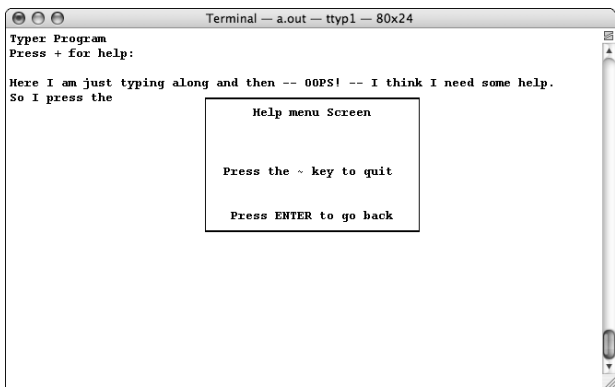 Terminal — a.out — ttyp1 — 80x24
Typer Program
Press + for help:
Here I am just typing along and then -- OOPS! -- I think I need some help.
So I press the
Help menu Screen
Press the ~ key to quit
Press ENTER to go back